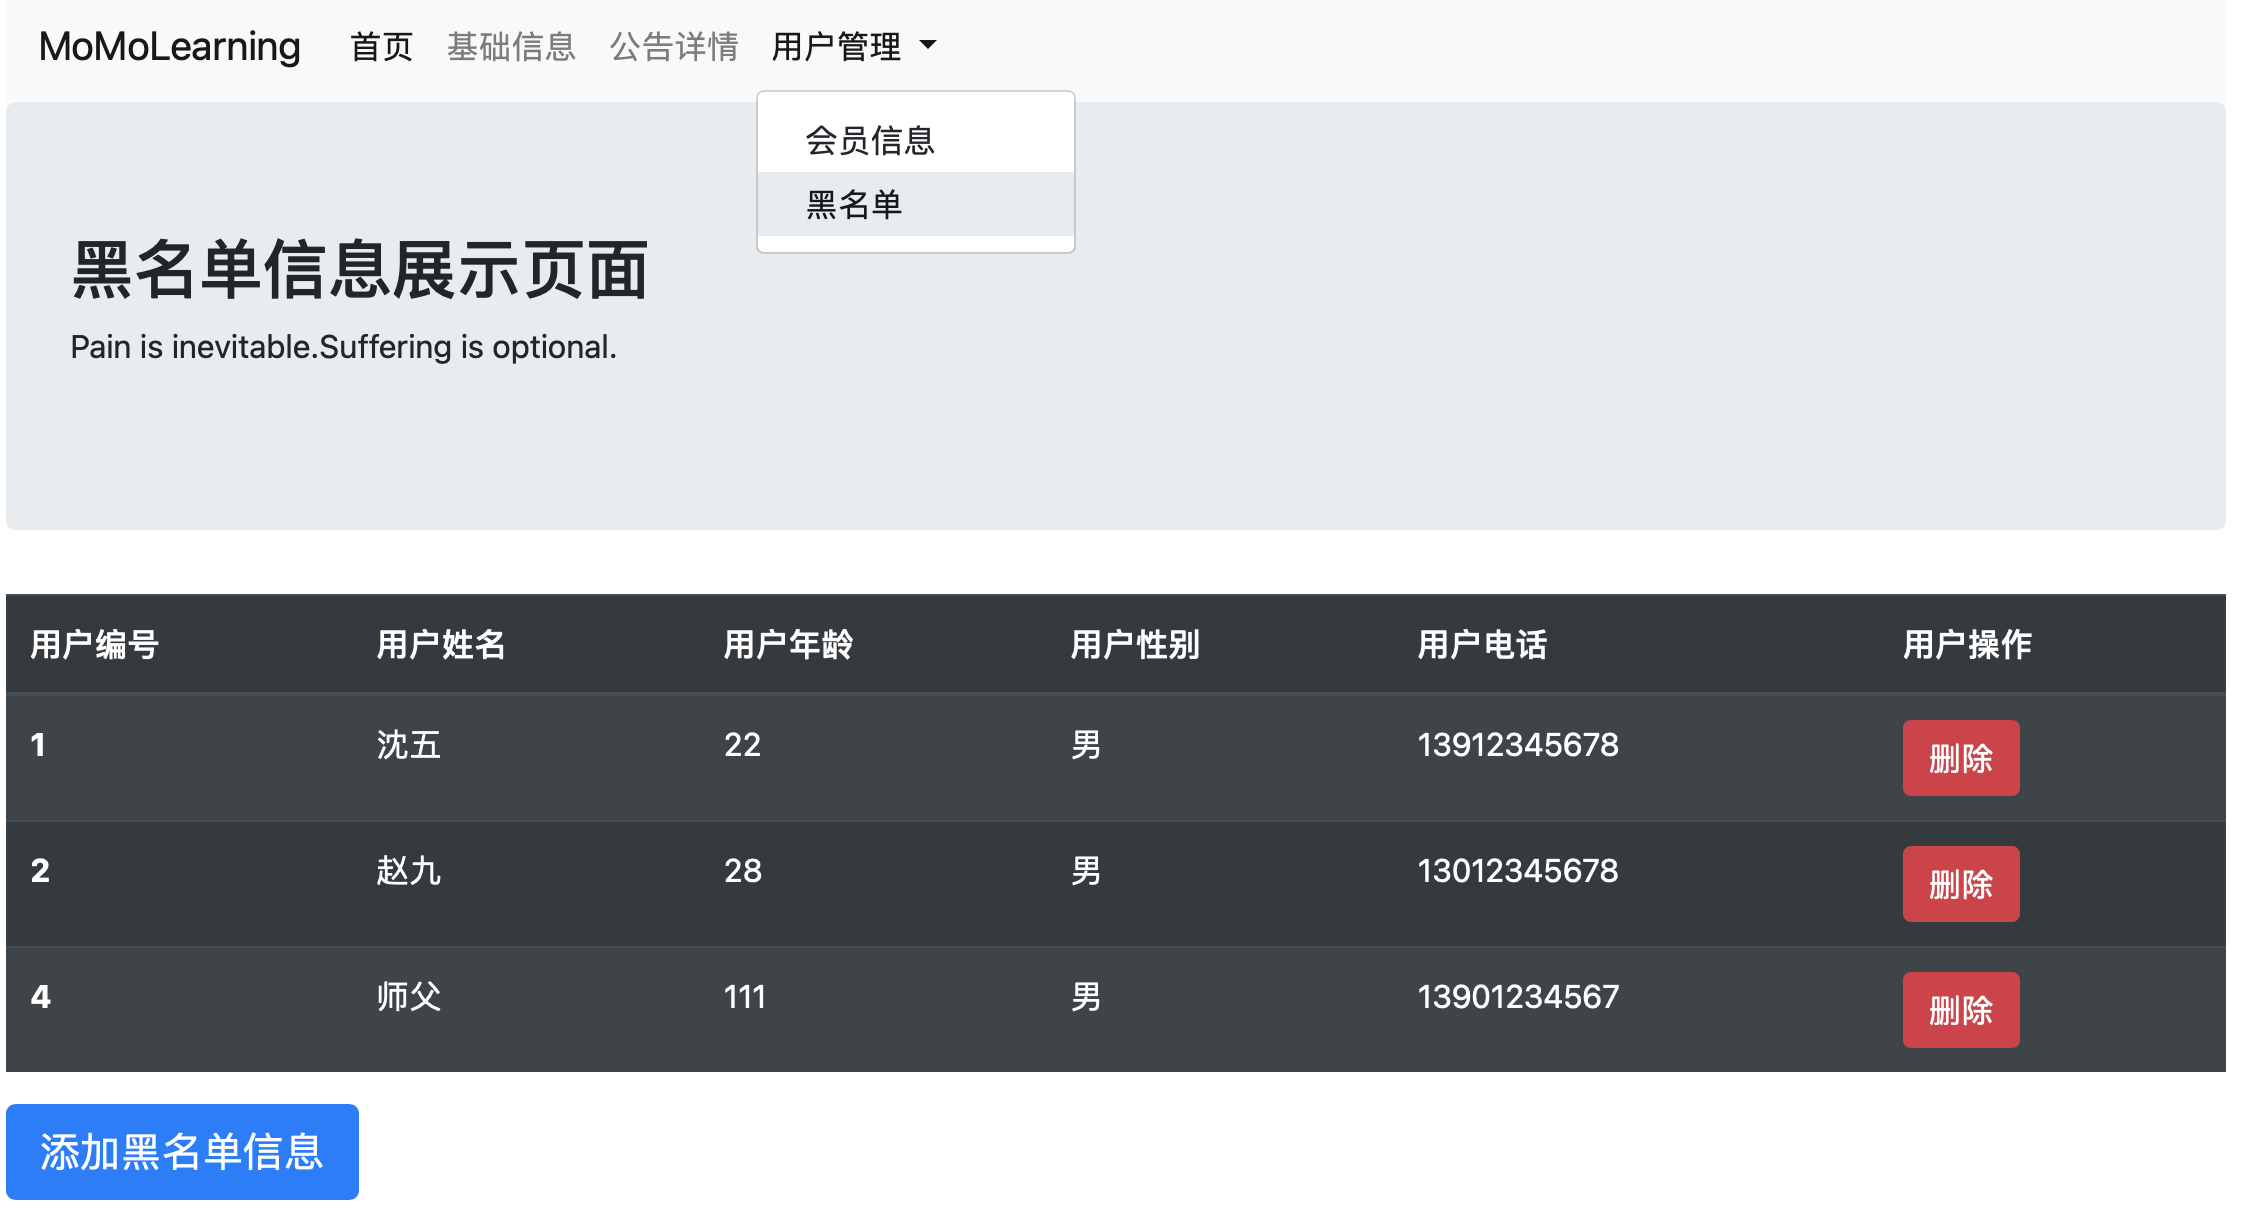 MoMoLearning 首页 基础信息 公告详情 用户管理
会员信息
黑名单
黑名单信息展示页面
Pain is inevitable.Suffering is optional.
用户编号 用户姓名 用户年龄 用户性别 用户电话 用户操作
1 沈五 22 男 13912345678 删除
2 赵九 28 男 13012345678 删除
4 师父 111 男 13901234567 删除
添加黑名单信息